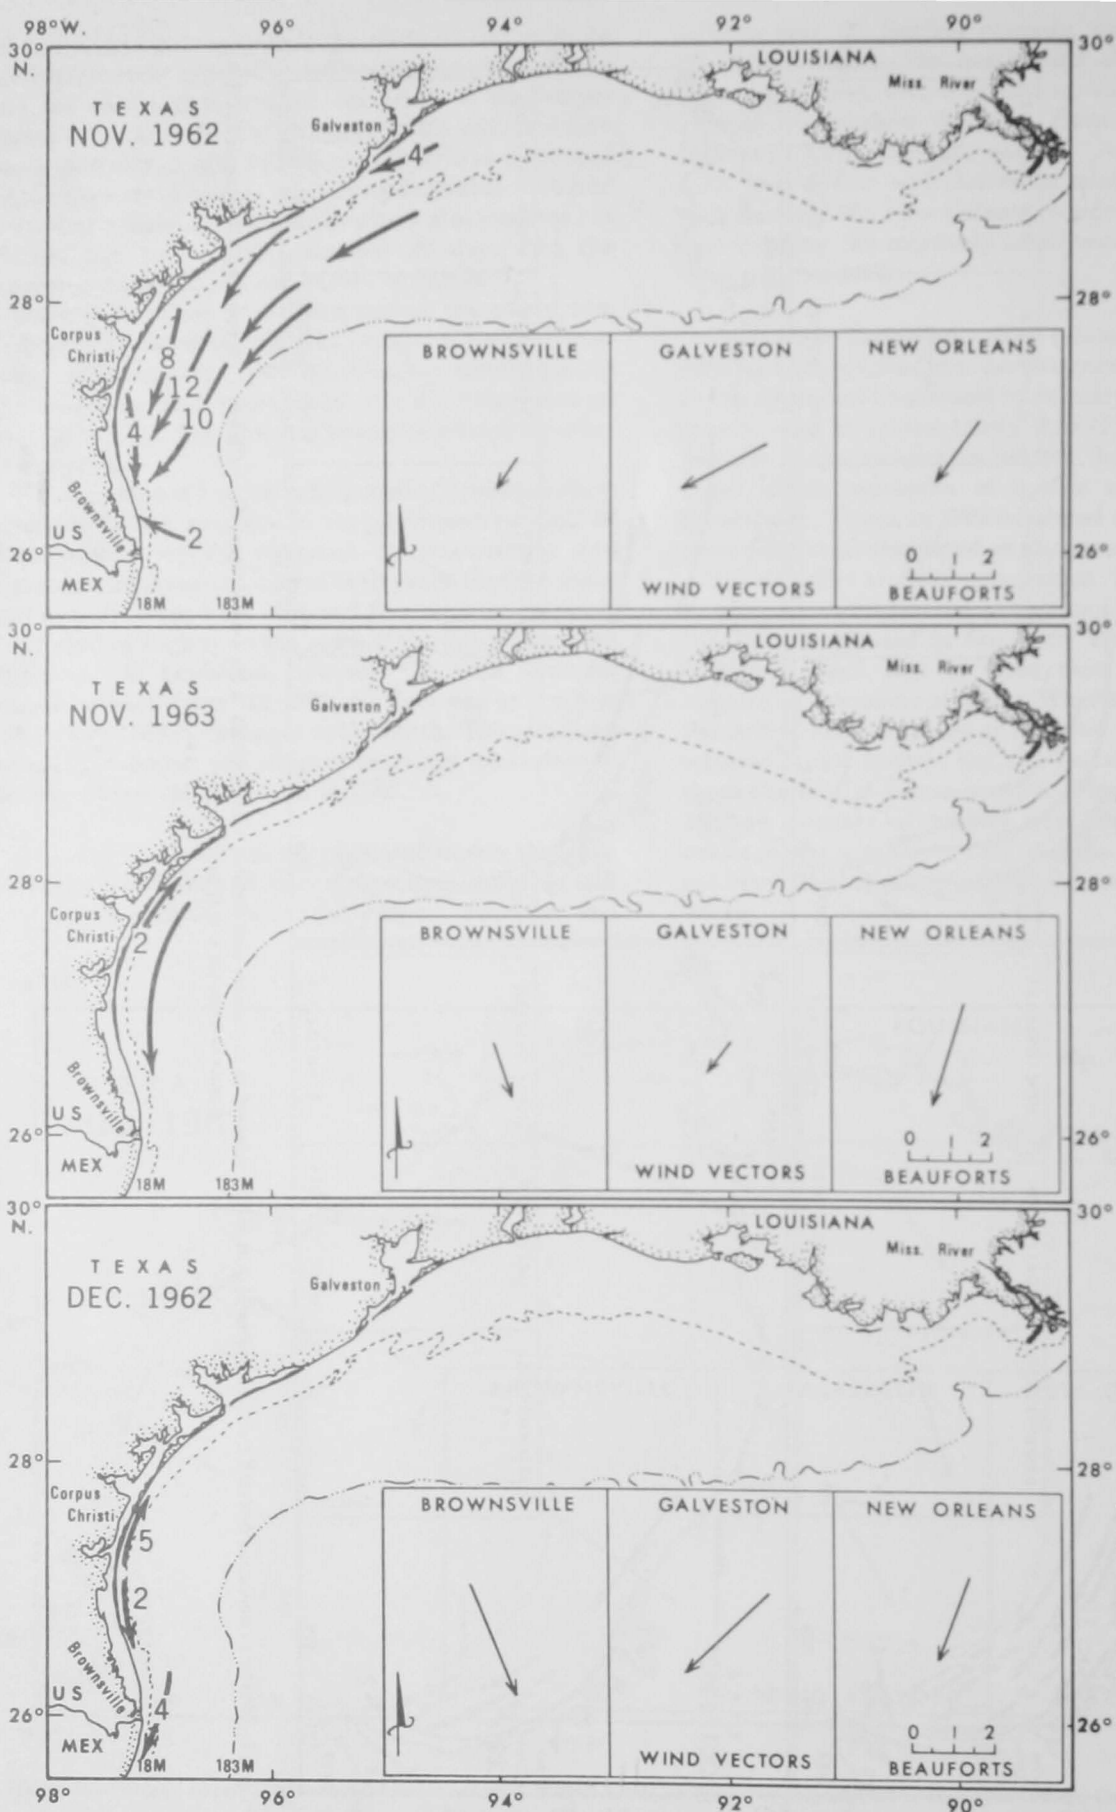 98°W. 96° 94° 92° 90°
30° N. 30°
LOUISIANA
Miss. River
TEXAS
NOV. 1962
Galveston
4
28° 28°
Corpus
Christi
8
12
10
4
BROWNSVILLE GALVESTON NEW ORLEANS
Brownsville
US
2
26° 26°
MEX
18M 183M
WIND VECTORS
0 1 2
BEAUFORTS
30° N. 30°
LOUISIANA
Miss. River
TEXAS
NOV. 1963
Galveston
28° 28°
Corpus
Christi
2
BROWNSVILLE GALVESTON NEW ORLEANS
Brownsville
US
26° 26°
MEX
18M 183M
WIND VECTORS
0 1 2
BEAUFORTS
30° N. 30°
LOUISIANA
Miss. River
TEXAS
DEC. 1962
Galveston
28° 28°
Corpus
Christi
5
2
BROWNSVILLE GALVESTON NEW ORLEANS
Brownsville
US
4
26° 26°
MEX
18M 183M
WIND VECTORS
0 1 2
BEAUFORTS
98° 96° 94° 92° 90°